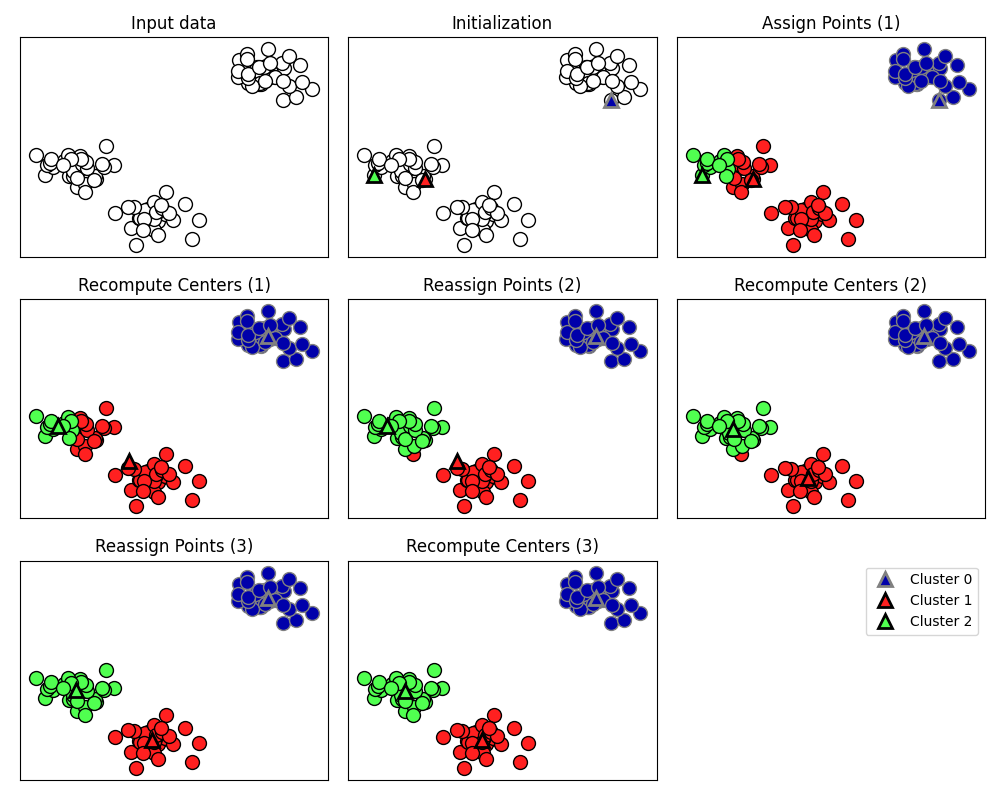 Input data
Initialization
Assign Points (1)
Recompute Centers (1)
Reassign Points (2)
Recompute Centers (2)
Reassign Points (3)
Recompute Centers (3)
Cluster 0
Cluster 1
Cluster 2